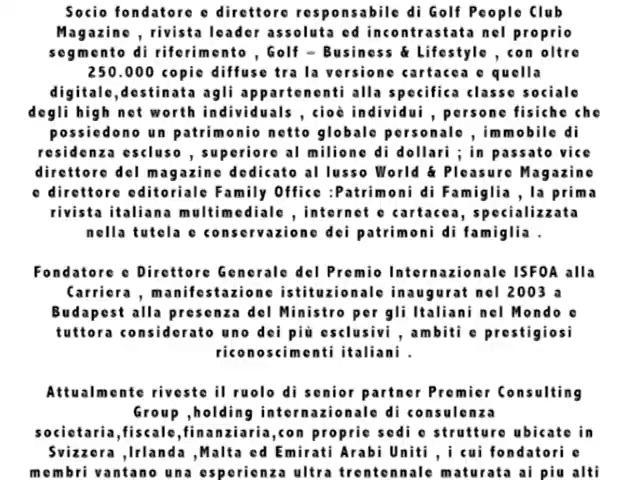 Socio fondatore e direttore responsabile di Golf People Club
Magazine , rivista leader assoluta ed incontrastata nel proprio
segmento di riferimento , Golf – Business & Lifestyle , con oltre
250.000 copie diffuse tra la versione cartacea e quella
digitale,destinata agli appartenenti alla specifica classe sociale
degli high net worth individuals , cioè individui , persone fisiche che
possiedono un patrimonio netto globale personale , immobile di
residenza escluso , superiore al milione di dollari ; in passato vice
direttore del magazine dedicato al lusso World & Pleasure Magazine
e direttore editoriale Family Office :Patrimoni di Famiglia , la prima
rivista italiana multimediale , internet e cartacea, specializzata
nella tutela e conservazione dei patrimoni di famiglia .
Fondatore e Direttore Generale del Premio Internazionale ISFOA alla
Carriera , manifestazione istituzionale inaugurat nel 2003 a
Budapest alla presenza del Ministro per gli Italiani nel Mondo e
tuttora considerato uno dei più esclusivi , ambiti e prestigiosi
riconoscimenti italiani .
Attualmente riveste il ruolo di senior partner Premier Consulting
Group ,holding internazionale di consulenza
societaria,fiscale,finanziaria,con proprie sedi e strutture ubicate in
Svizzera ,Irlanda ,Malta ed Emirati Arabi Uniti , i cui fondatori e
membri vantano una esperienza ultra trentennale maturata ai piu alti